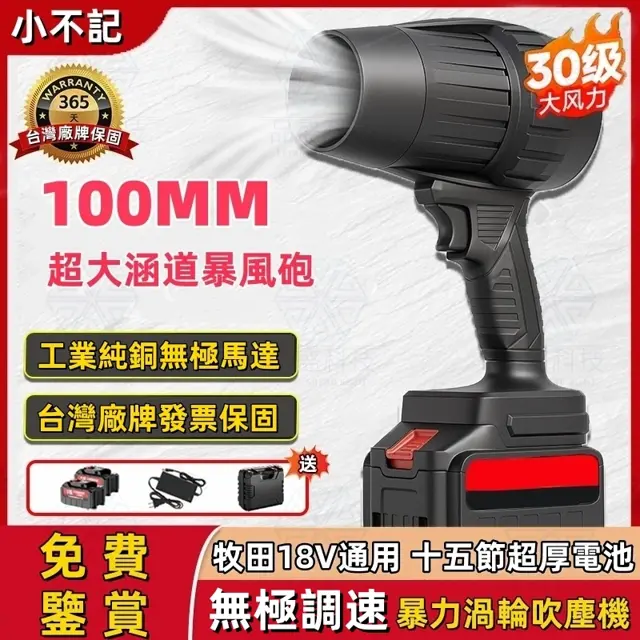 小不記
WARRANTY
365
天
台灣廠牌保固
30级
大风力
100MM
超大涵道暴風砲
工業純銅無極馬達
台灣廠牌發票保固
送
免費
鑒賞
牧田18V通用 十五節超厚電池
無極調速 暴力渦輪吹塵機